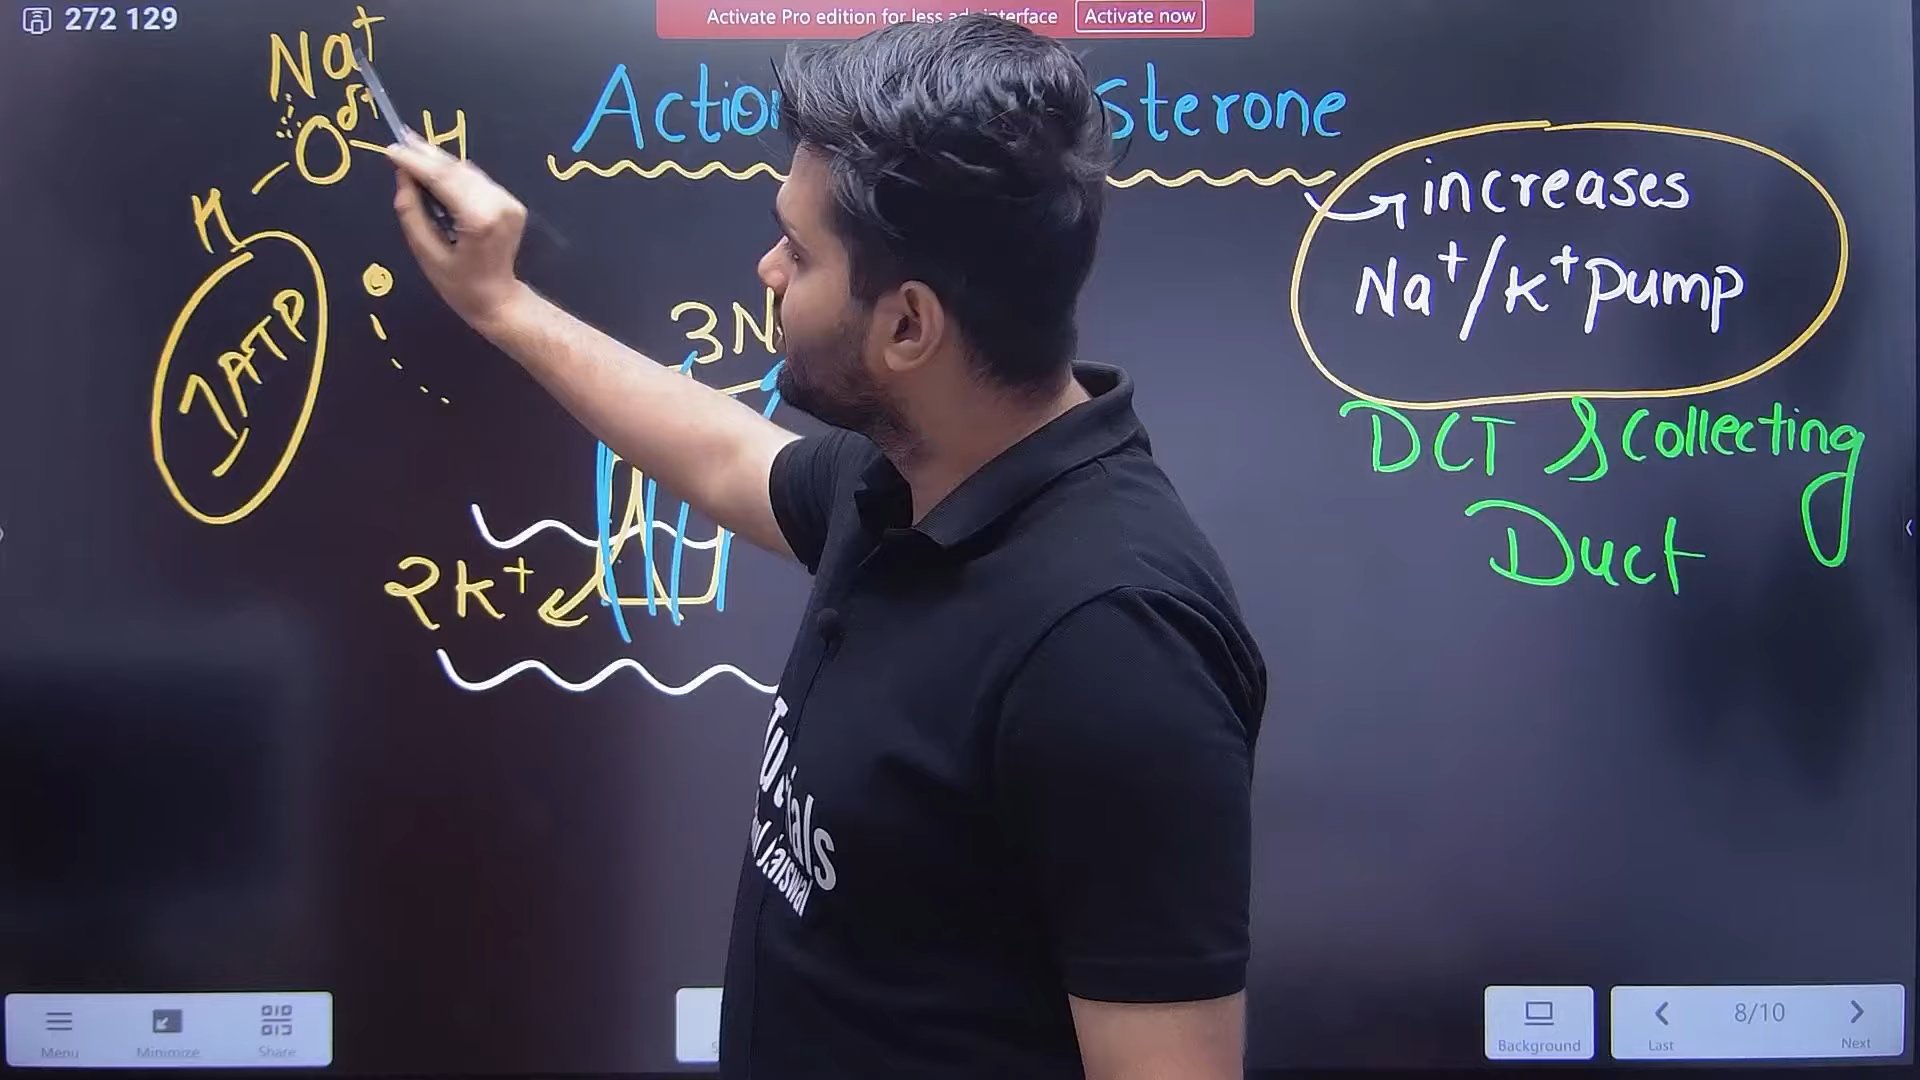 272 129
Activate Pro edition for less interface
Activate now
Na+
δ+
O
H
H
1ATP
Actio
sterone
increases
Na+/K+ pump
DCT & Collecting
Duct
3N
2K+
Jaiswal
Menu
Minimize
Share
Background
Last
8/10
Next